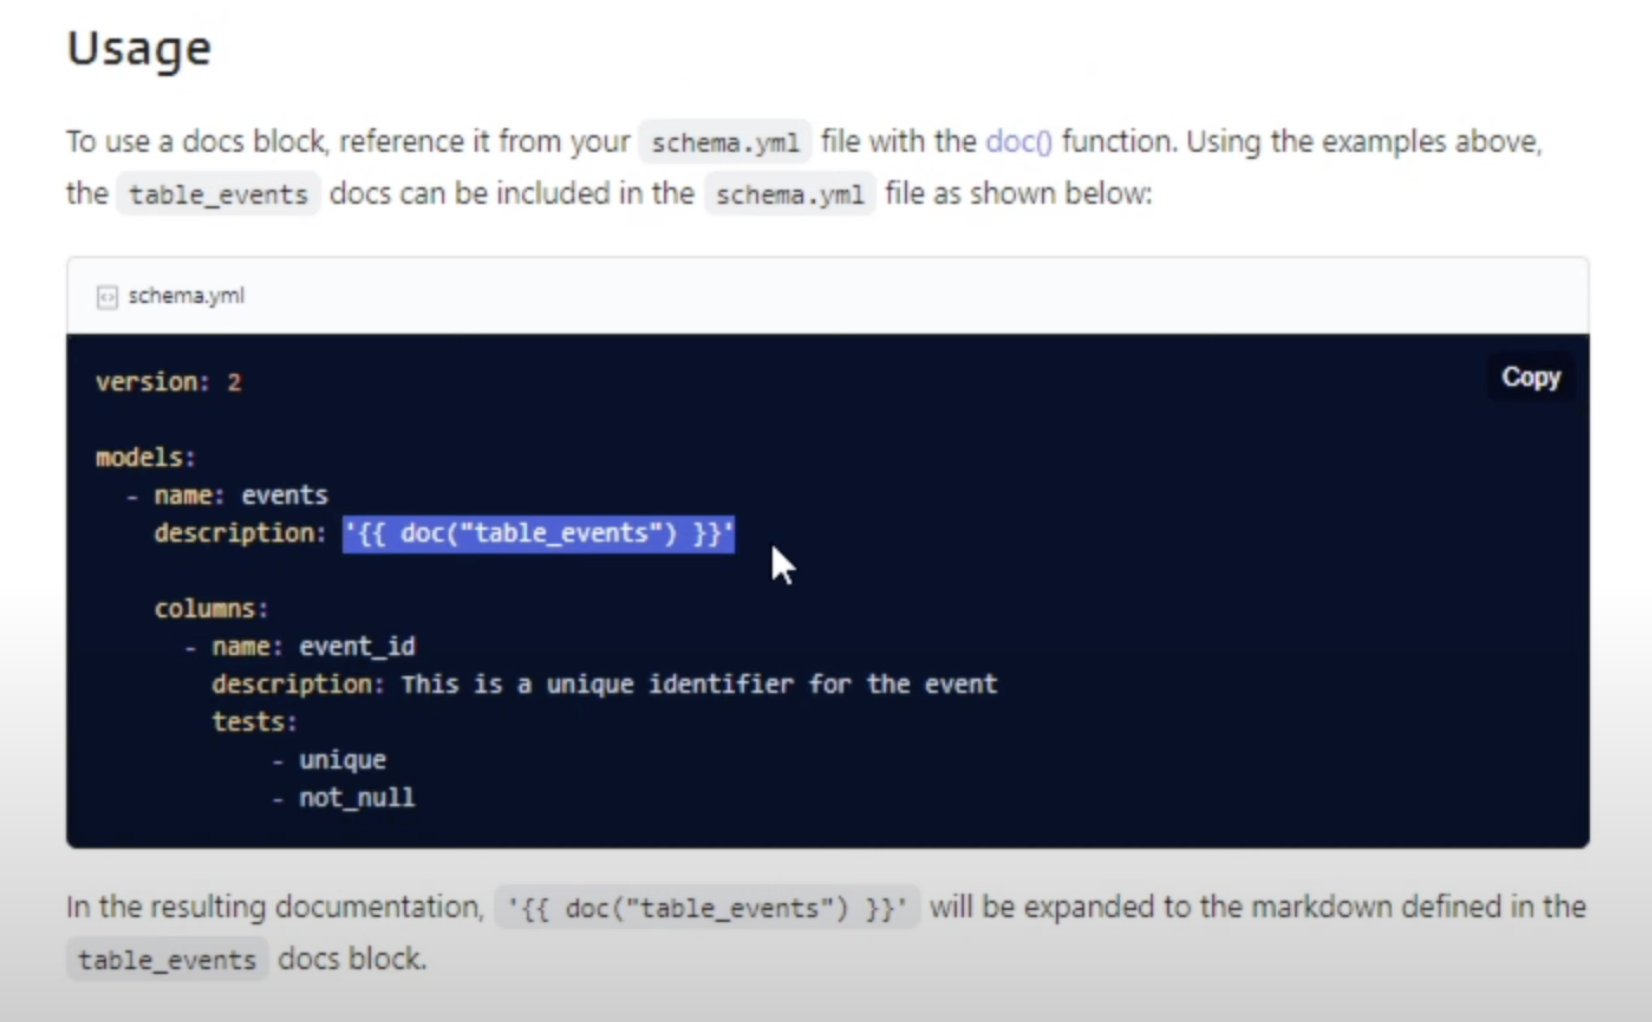 Usage
To use a docs block, reference it from your schema.yml file with the doc() function. Using the examples above,
the table_events docs can be included in the schema.yml file as shown below:
schema.yml
Copy
version: 2
models:
  - name: events
    description: '{{ doc("table_events") }}'
    columns:
      - name: event_id
        description: This is a unique identifier for the event
        tests:
            - unique
            - not_null
In the resulting documentation, '{{ doc("table_events") }}' will be expanded to the markdown defined in the
table_events docs block.